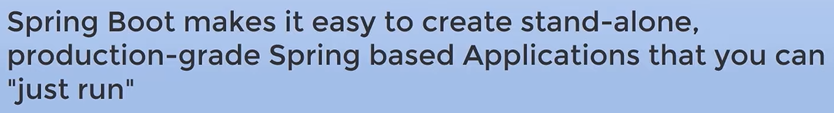 Spring Boot makes it easy to create stand-alone,
production-grade Spring based Applications that you can
"just run"